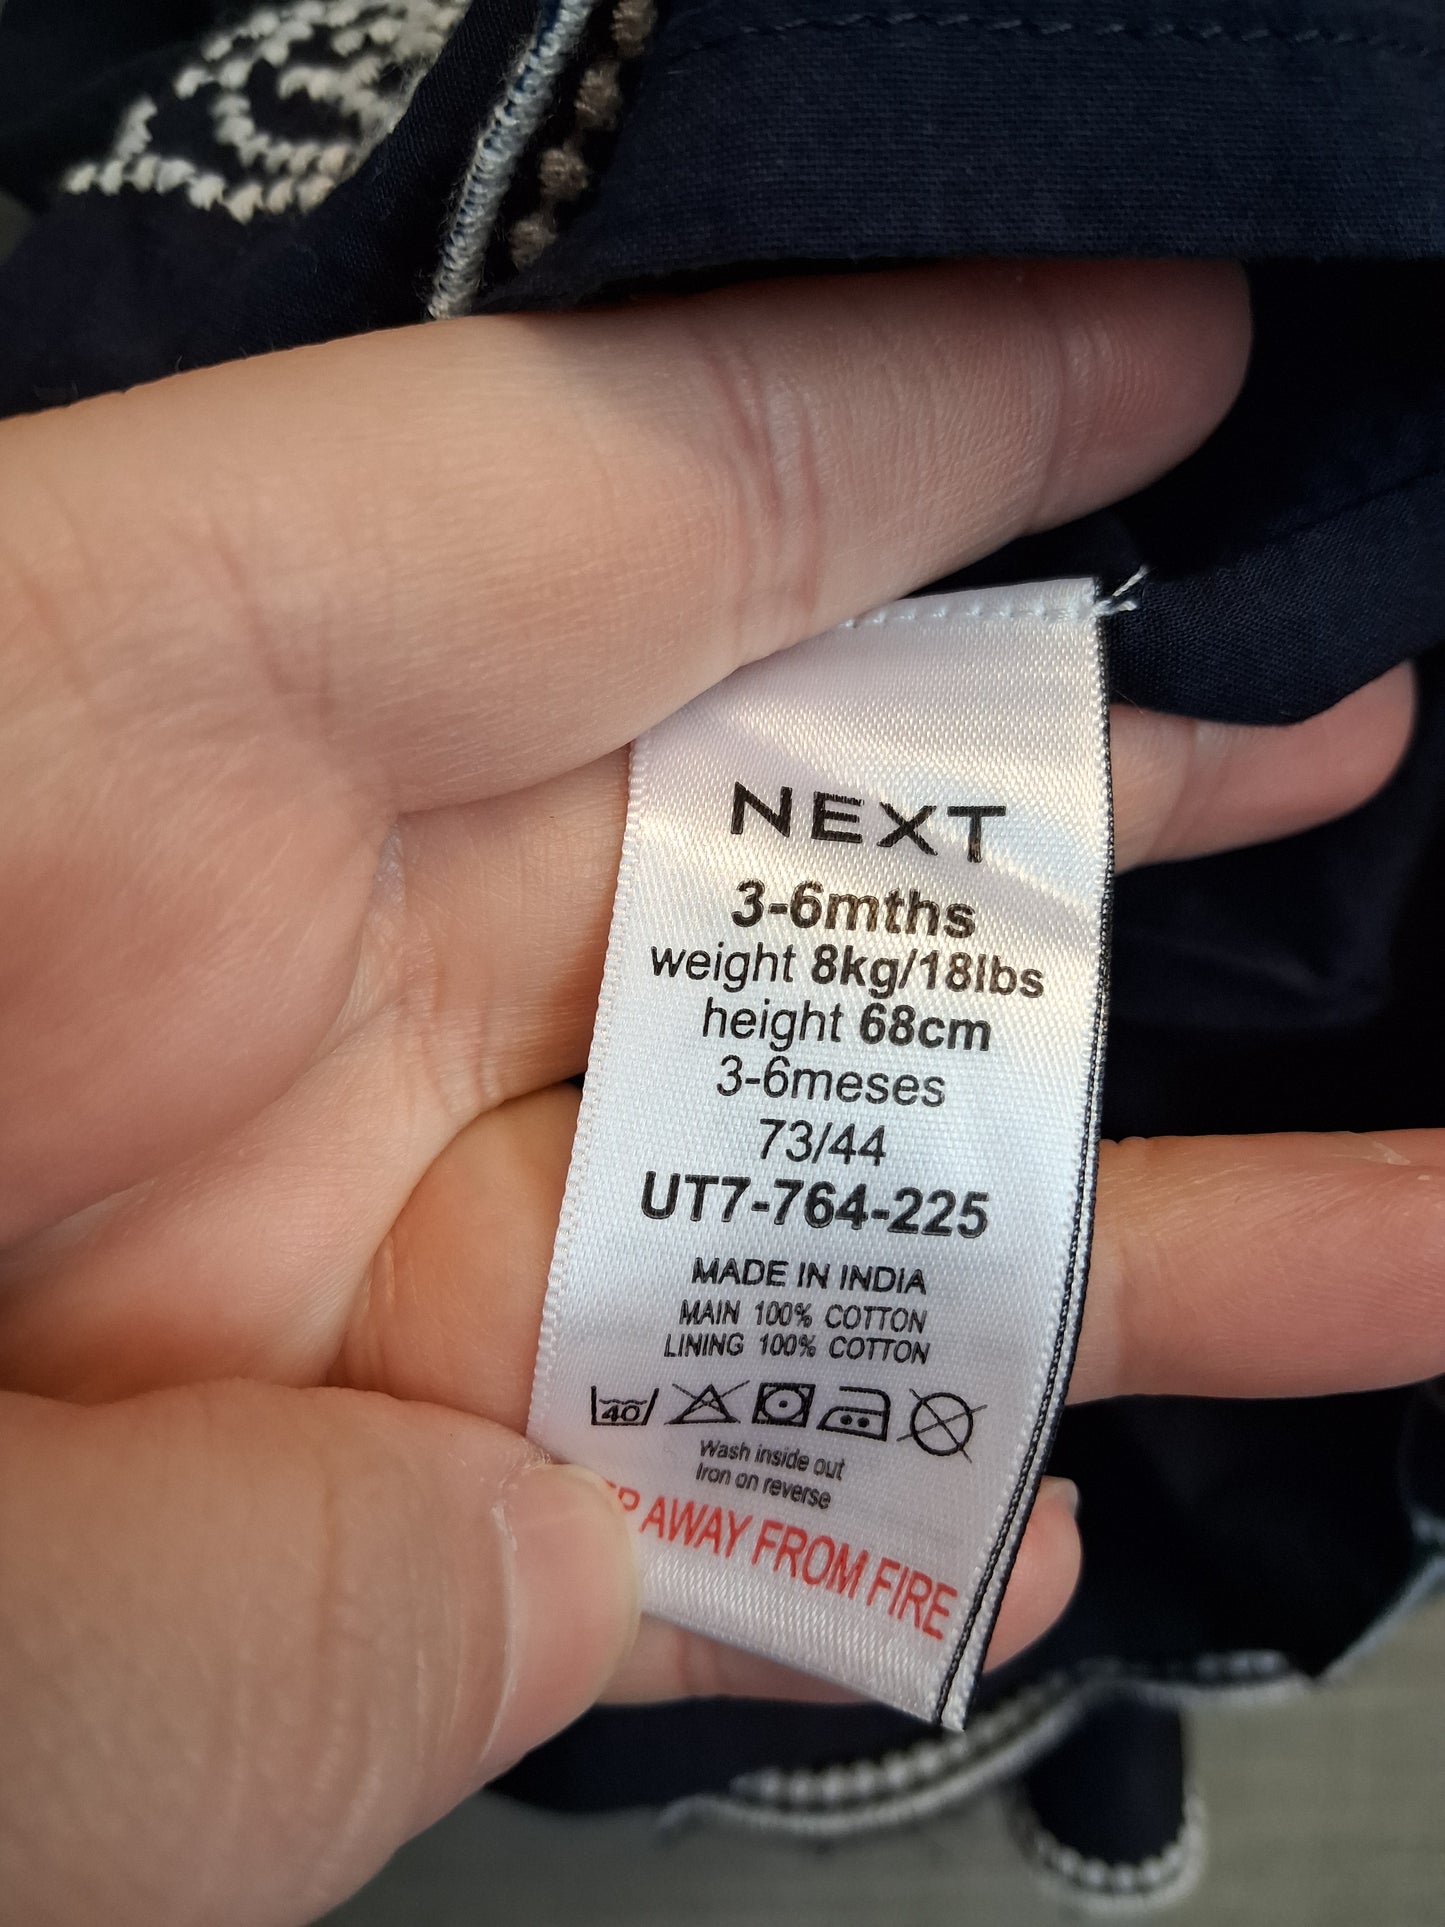 NEXT
3-6mths
weight 8kg/18lbs
height 68cm
3-6meses
73/44
UT7-764-225
MADE IN INDIA
MAIN 100% COTTON
LINING 100% COTTON
40
Wash inside out
Iron on reverse
AWAY FROM FIRE